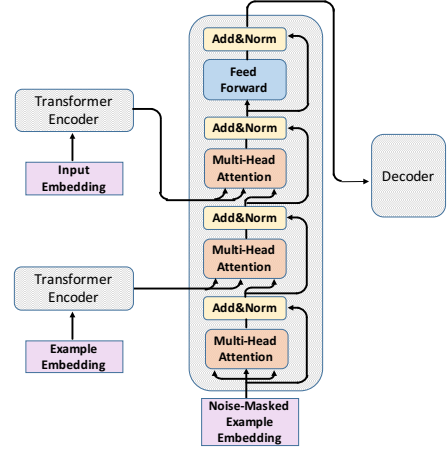 Add&Norm
Feed
Forward
Add&Norm
Multi-Head
Attention
Add&Norm
Multi-Head
Attention
Add&Norm
Multi-Head
Attention
Noise-Masked
Example
Embedding
Transformer
Encoder
Input
Embedding
Transformer
Encoder
Example
Embedding
Decoder